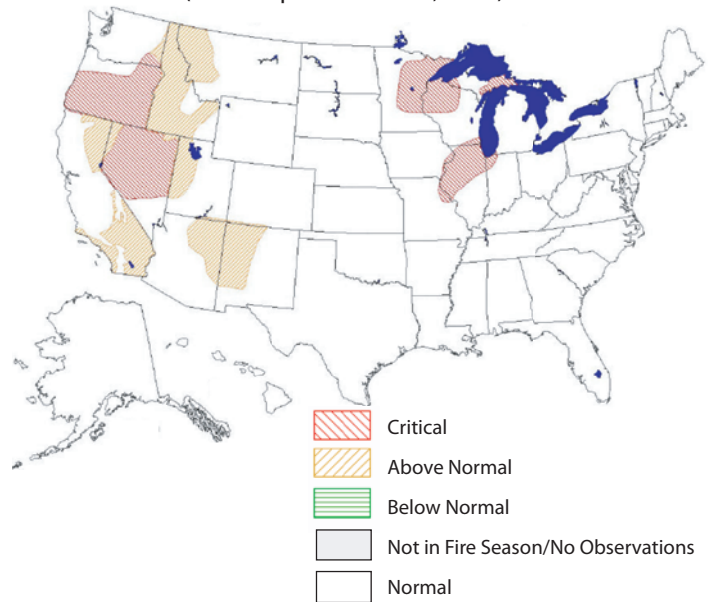 Critical
Above Normal
Below Normal
Not in Fire Season/No Observations
Normal